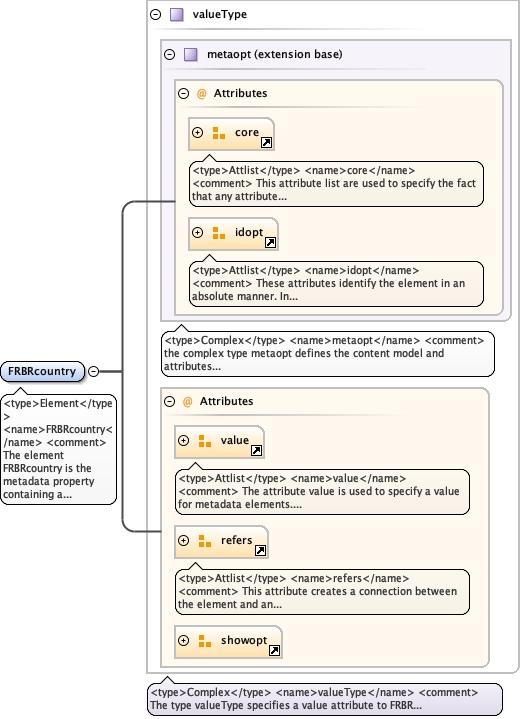 valueType
metaopt (extension base)
@ Attributes
core
<type>Attlist</type> <name>core</name>
<comment> This attribute list are used to specify the fact
that any attribute...
idopt
<type>Attlist</type> <name>idopt</name>
<comment> These attributes identify the element in an
absolute manner. In...
<type>Complex</type> <name>metaopt</name> <comment>
the complex type metaopt defines the content model and
attributes...
FRBRcountry
<type>Element</type
>
<name>FRBRcountry<
/name> <comment>
The element
FRBRcountry is the
metadata property
containing a...
@ Attributes
value
<type>Attlist</type> <name>value</name>
<comment> The attribute value is used to specify a value
for metadata elements....
refers
<type>Attlist</type> <name>refers</name>
<comment> This attribute creates a connection between
the element and an...
showopt
<type>Complex</type> <name>valueType</name> <comment>
The type valueType specifies a value attribute to FRBR...